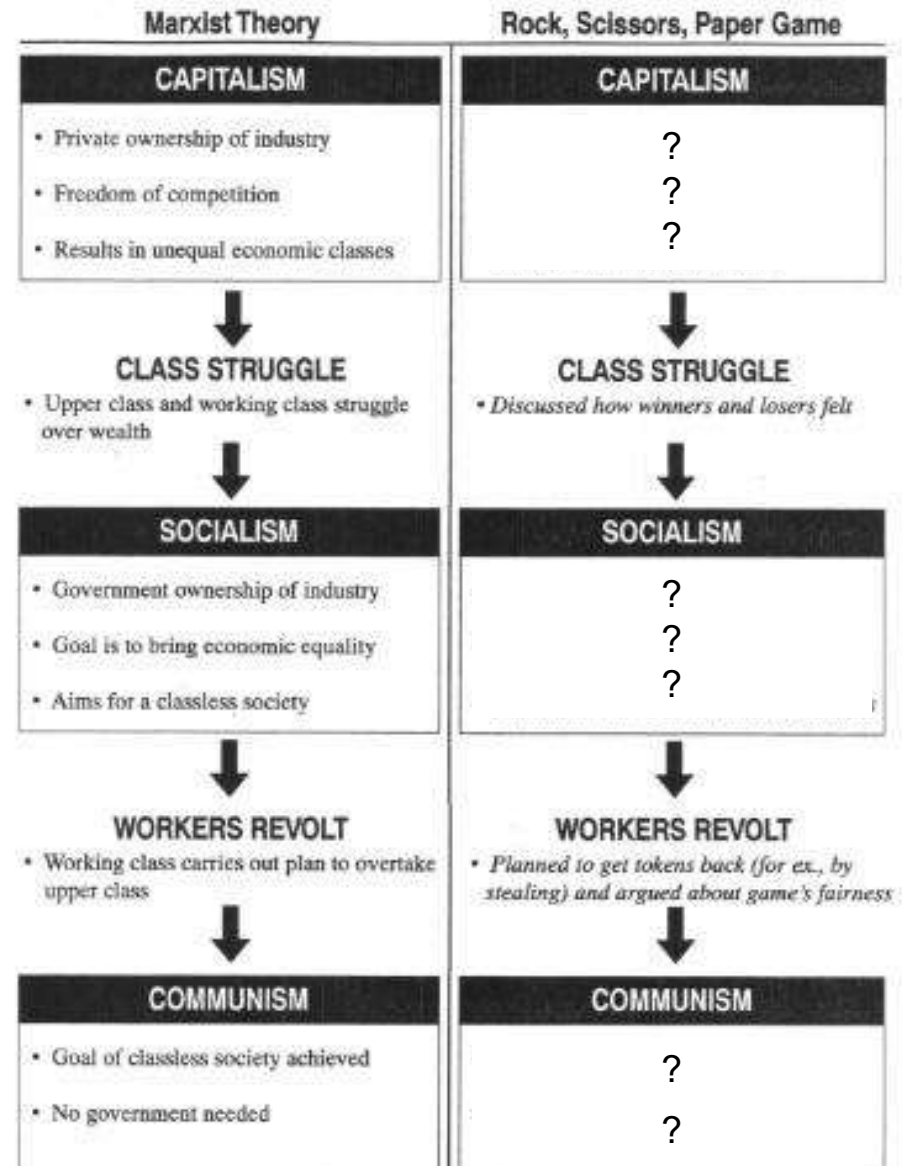 Marxist Theory
Rock, Scissors, Paper Game
CAPITALISM
• Private ownership of industry
• Freedom of competition
• Results in unequal economic classes
CAPITALISM
?
?
?
CLASS STRUGGLE
• Upper class and working class struggle
over wealth
CLASS STRUGGLE
• Discussed how winners and losers felt
SOCIALISM
• Government ownership of industry
• Goal is to bring economic equality
• Aims for a classless society
SOCIALISM
?
?
?
WORKERS REVOLT
• Working class carries out plan to overtake
upper class
WORKERS REVOLT
• Planned to get tokens back (for ex., by
stealing) and argued about game's fairness
COMMUNISM
• Goal of classless society achieved
• No government needed
COMMUNISM
?
?